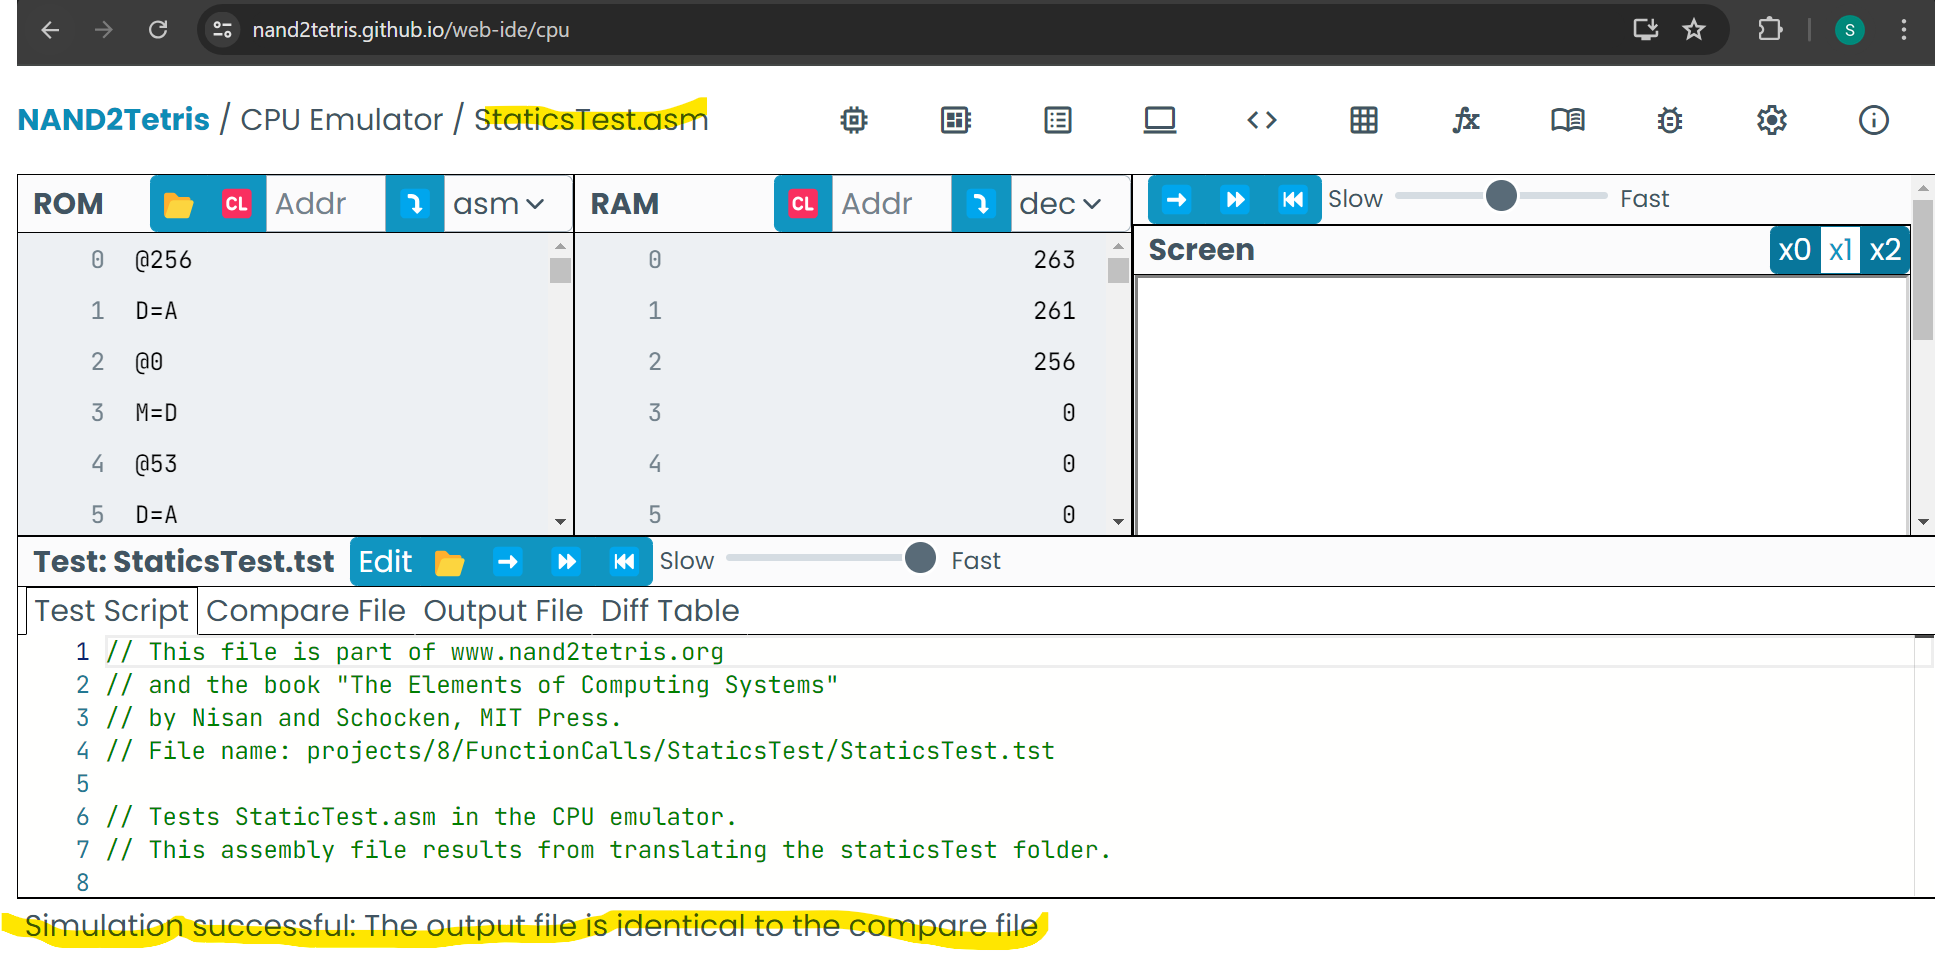 nand2tetris.github.io/web-ide/cpu
S
NAND2Tetris / CPU Emulator / StaticsTest.asm
ROM CL Addr asm RAM CL Addr dec Slow Fast
Screen x0 x1 x2
0 @256 0 263
1 D=A 1 261
2 @0 2 256
3 M=D 3 0
4 @53 4 0
5 D=A 5 0
Test: StaticsTest.tst Edit Slow Fast
Test Script Compare File Output File Diff Table
1 // This file is part of www.nand2tetris.org
2 // and the book "The Elements of Computing Systems"
3 // by Nisan and Schocken, MIT Press.
4 // File name: projects/8/FunctionCalls/StaticsTest/StaticsTest.tst
5
6 // Tests StaticTest.asm in the CPU emulator.
7 // This assembly file results from translating the staticsTest folder.
8
Simulation successful: The output file is identical to the compare file